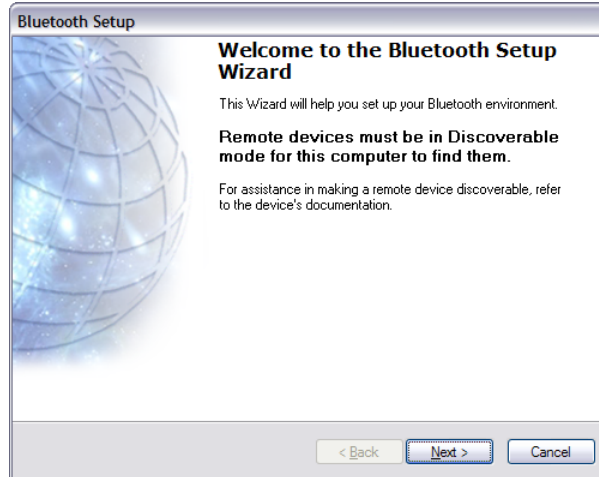 Bluetooth Setup
Welcome to the Bluetooth Setup
Wizard
This Wizard will help you set up your Bluetooth environment.
Remote devices must be in Discoverable
mode for this computer to find them.
For assistance in making a remote device discoverable, refer
to the device's documentation.
< Back Next > Cancel